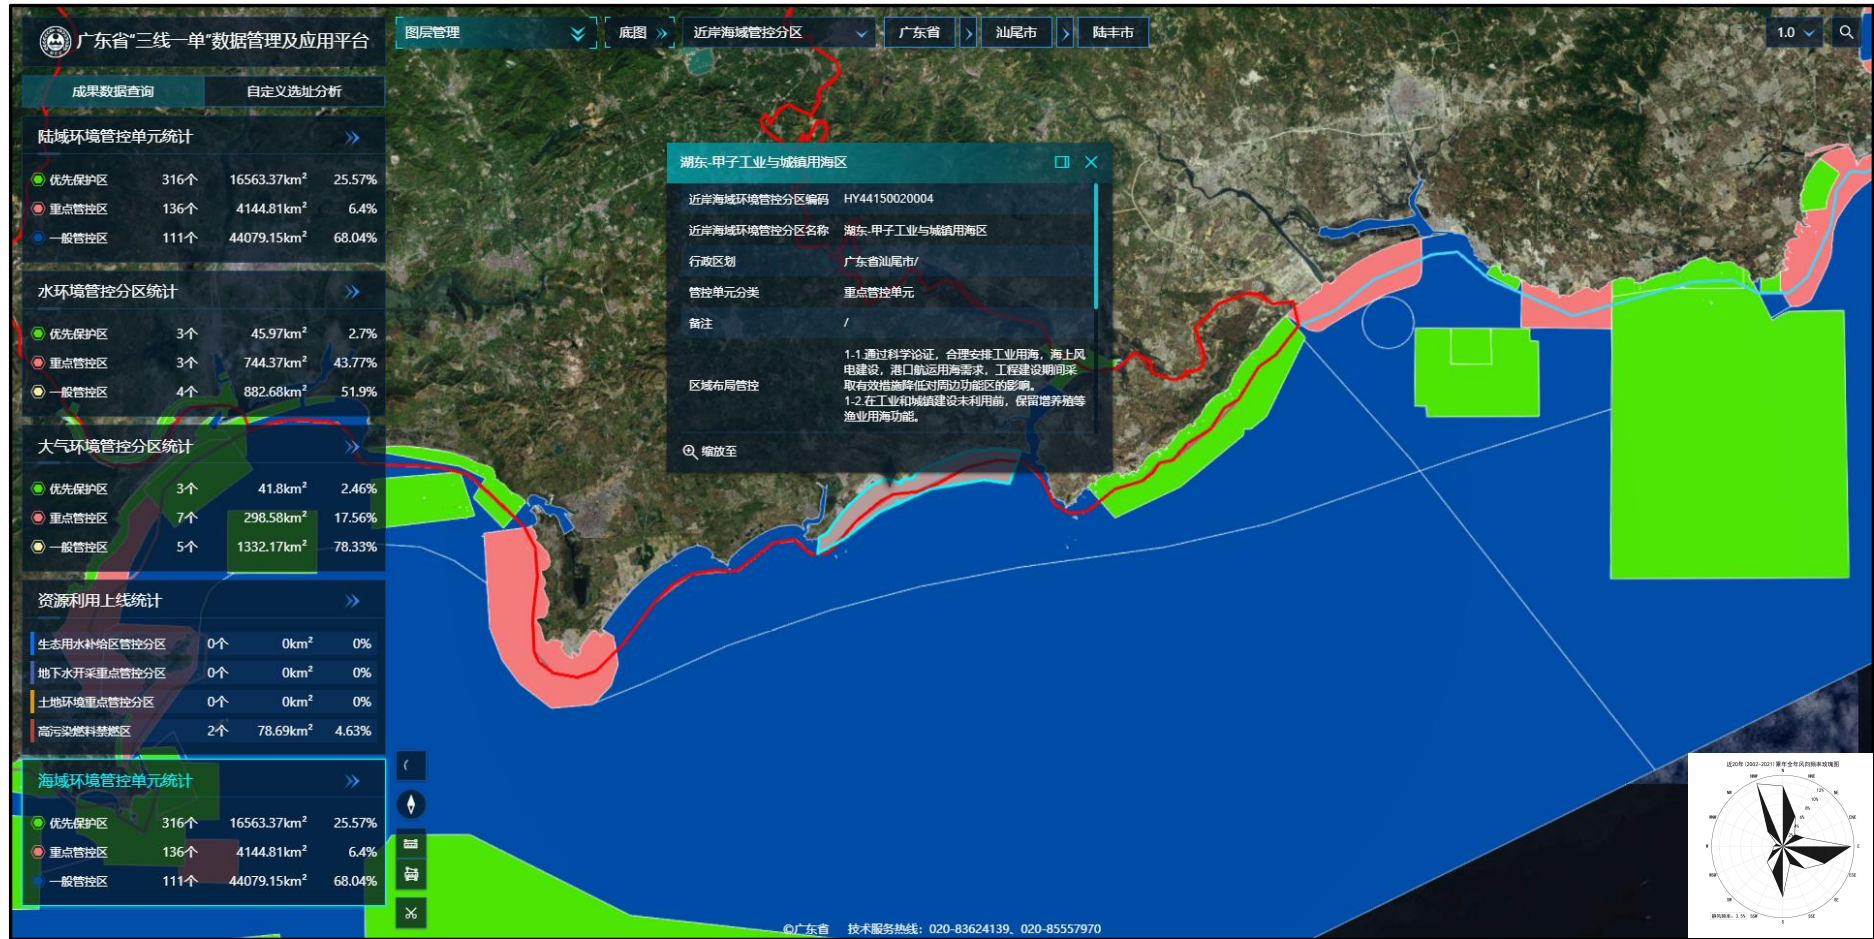 广东省“三线一单”数据管理及应用平台
图层管理
底图
近岸海域管控分区
广东省
汕尾市
陆丰市
1.0
成果数据查询
自定义选址分析
陆域环境管控单元统计
优先保护区 316个 16563.37km² 25.57%
重点管控区 136个 4144.81km² 6.4%
一般管控区 111个 44079.15km² 68.04%
水环境管控分区统计
优先保护区 3个 45.97km² 2.7%
重点管控区 3个 744.37km² 43.77%
一般管控区 4个 882.68km² 51.9%
大气环境管控分区统计
优先保护区 3个 41.8km² 2.46%
重点管控区 7个 298.58km² 17.56%
一般管控区 5个 1332.17km² 78.33%
资源利用上线统计
生态用水补给区管控分区 0个 0km² 0%
地下水开采重点管控分区 0个 0km² 0%
土地环境重点管控分区 0个 0km² 0%
高污染燃料禁燃区 2个 78.69km² 4.63%
海域环境管控单元统计
优先保护区 316个 16563.37km² 25.57%
重点管控区 136个 4144.81km² 6.4%
一般管控区 111个 44079.15km² 68.04%
湖东-甲子工业与城镇用海区
近岸海域环境管控分区编码 HY44150020004
近岸海域环境管控分区名称 湖东-甲子工业与城镇用海区
行政区划 广东省汕尾市/
管控单元分类 重点管控单元
备注 /
区域布局管控
1-1.通过科学论证，合理安排工业用海，海上风
电建设，港口航运用海需求，工程建设期间采
取有效措施降低对周边功能区的影响。
1-2.在工业和城镇建设未利用前，保留增养殖等
渔业用海功能。
缩放至
近20年(2002-2021)累年全年风向频率玫瑰图
©广东省 技术服务热线：020-83624139、020-85557970